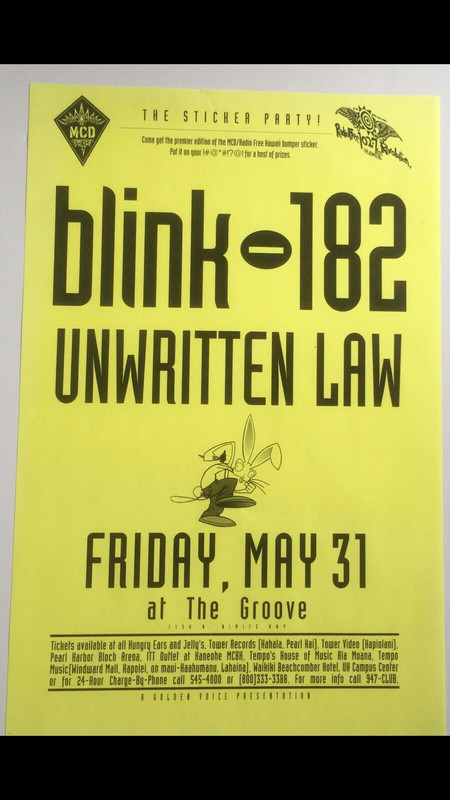 MCD
THE STICKER PARTY!
Come get the premier edition of the MCD/Radio Free Hawaii bumper sticker.
Put it on your !#@*#!?@! for a host of prizes.
blink-182
UNWRITTEN LAW
FRIDAY, MAY 31
at The Groove
Tickets available at all Hungry Ears and Jelly's, Tower Records (Kahala, Pearl Kai), Tower Video (Kapiolani),
Pearl Harbor Bloch Arena, ITT Outlet at Kaneohe MCBH, Tempo's House of Music Ala Moana, Tempo
Music(Windward Mall, Kapolei, on maui-Kaahumanu, Lahaina), Waikiki Beachcomber Hotel, UH Campus Center
or for 24-Hour Charge-By-Phone call 545-4000 or (800)333-3388. For more info call 947-CLUB.
A GOLDEN VOICE PRESENTATION